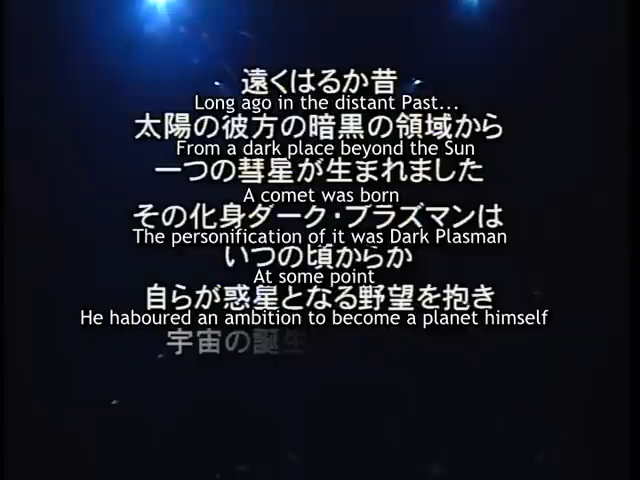 遠くはるか昔
Long ago in the distant Past...
太陽の彼方の暗黒の領域から
From a dark place beyond the Sun
一つの彗星が生まれました
A comet was born
その化身ダーク・プラズマンは
The personification of it was Dark Plasman
いつの頃からか
At some point
自らが惑星となる野望を抱き
He haboured an ambition to become a planet himself
宇宙の誕生